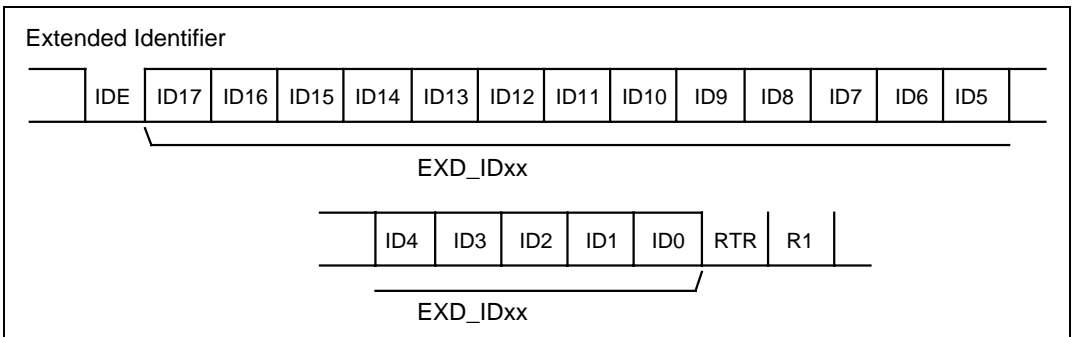 Extended Identifier
IDE ID17 ID16 ID15 ID14 ID13 ID12 ID11 ID10 ID9 ID8 ID7 ID6 ID5
EXD_IDxx
ID4 ID3 ID2 ID1 ID0 RTR R1
EXD_IDxx